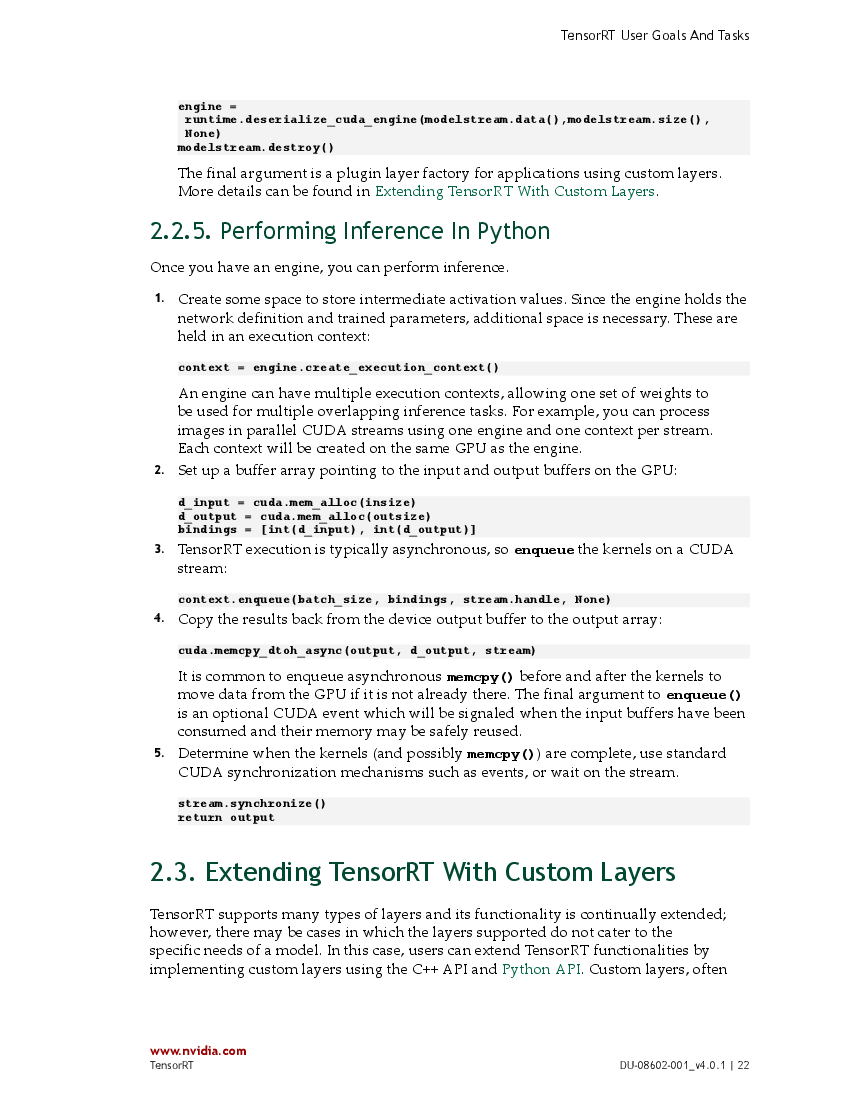 TensorRT User Goals And Tasks
engine =
runtime.deserialize_cuda_engine(modelstream.data(),modelstream.size(),
None)
modelstream.destroy()
The final argument is a plugin layer factory for applications using custom layers.
More details can be found in Extending TensorRT With Custom Layers.
2.2.5. Performing Inference In Python
Once you have an engine, you can perform inference.
1. Create some space to store intermediate activation values. Since the engine holds the
network definition and trained parameters, additional space is necessary. These are
held in an execution context:
context = engine.create_execution_context()
An engine can have multiple execution contexts, allowing one set of weights to
be used for multiple overlapping inference tasks. For example, you can process
images in parallel CUDA streams using one engine and one context per stream.
Each context will be created on the same GPU as the engine.
2. Set up a buffer array pointing to the input and output buffers on the GPU:
d_input = cuda.mem_alloc(insize)
d_output = cuda.mem_alloc(outsize)
bindings = [int(d_input), int(d_output)]
3. TensorRT execution is typically asynchronous, so enqueue the kernels on a CUDA
stream:
context.enqueue(batch_size, bindings, stream.handle, None)
4. Copy the results back from the device output buffer to the output array:
cuda.memcpy_dtoh_async(output, d_output, stream)
It is common to enqueue asynchronous memcpy() before and after the kernels to
move data from the GPU if it is not already there. The final argument to enqueue()
is an optional CUDA event which will be signaled when the input buffers have been
consumed and their memory may be safely reused.
5. Determine when the kernels (and possibly memcpy()) are complete, use standard
CUDA synchronization mechanisms such as events, or wait on the stream.
stream.synchronize()
return output
2.3. Extending TensorRT With Custom Layers
TensorRT supports many types of layers and its functionality is continually extended;
however, there may be cases in which the layers supported do not cater to the
specific needs of a model. In this case, users can extend TensorRT functionalities by
implementing custom layers using the C++ API and Python API. Custom layers, often
www.nvidia.com
TensorRT DU-08602-001_v4.0.1 | 22